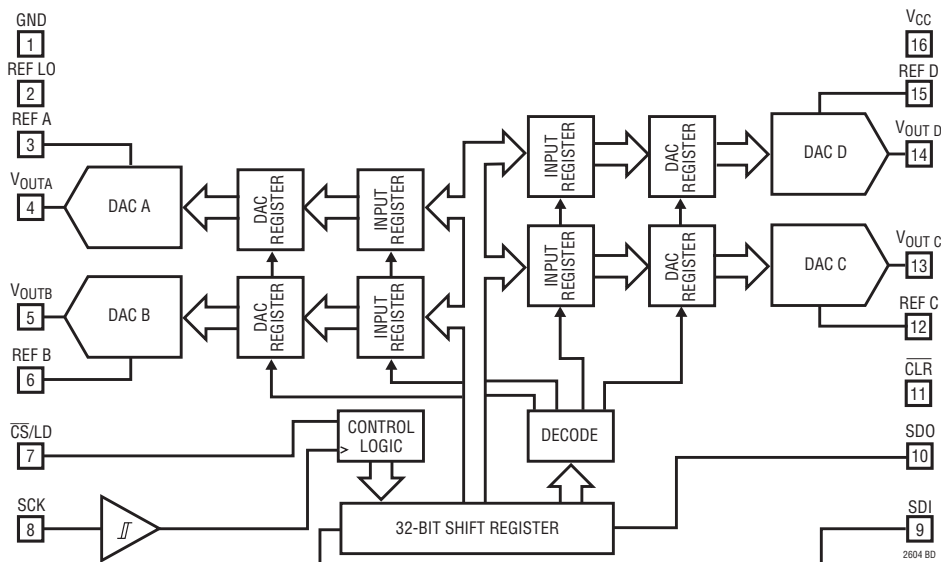 GND
1
REF LO
2
REF A
3
VOUTA
4
VOUTB
5
REF B
6
CS/LD
7
SCK
8
DAC A
DAC B
DAC
REGISTER
DAC
REGISTER
INPUT
REGISTER
INPUT
REGISTER
CONTROL
LOGIC
>
32-BIT SHIFT REGISTER
DECODE
INPUT
REGISTER
INPUT
REGISTER
DAC
REGISTER
DAC
REGISTER
DAC D
DAC C
VCC
16
REF D
15
VOUT D
14
VOUT C
13
REF C
12
CLR
11
SDO
10
SDI
9
2604 BD